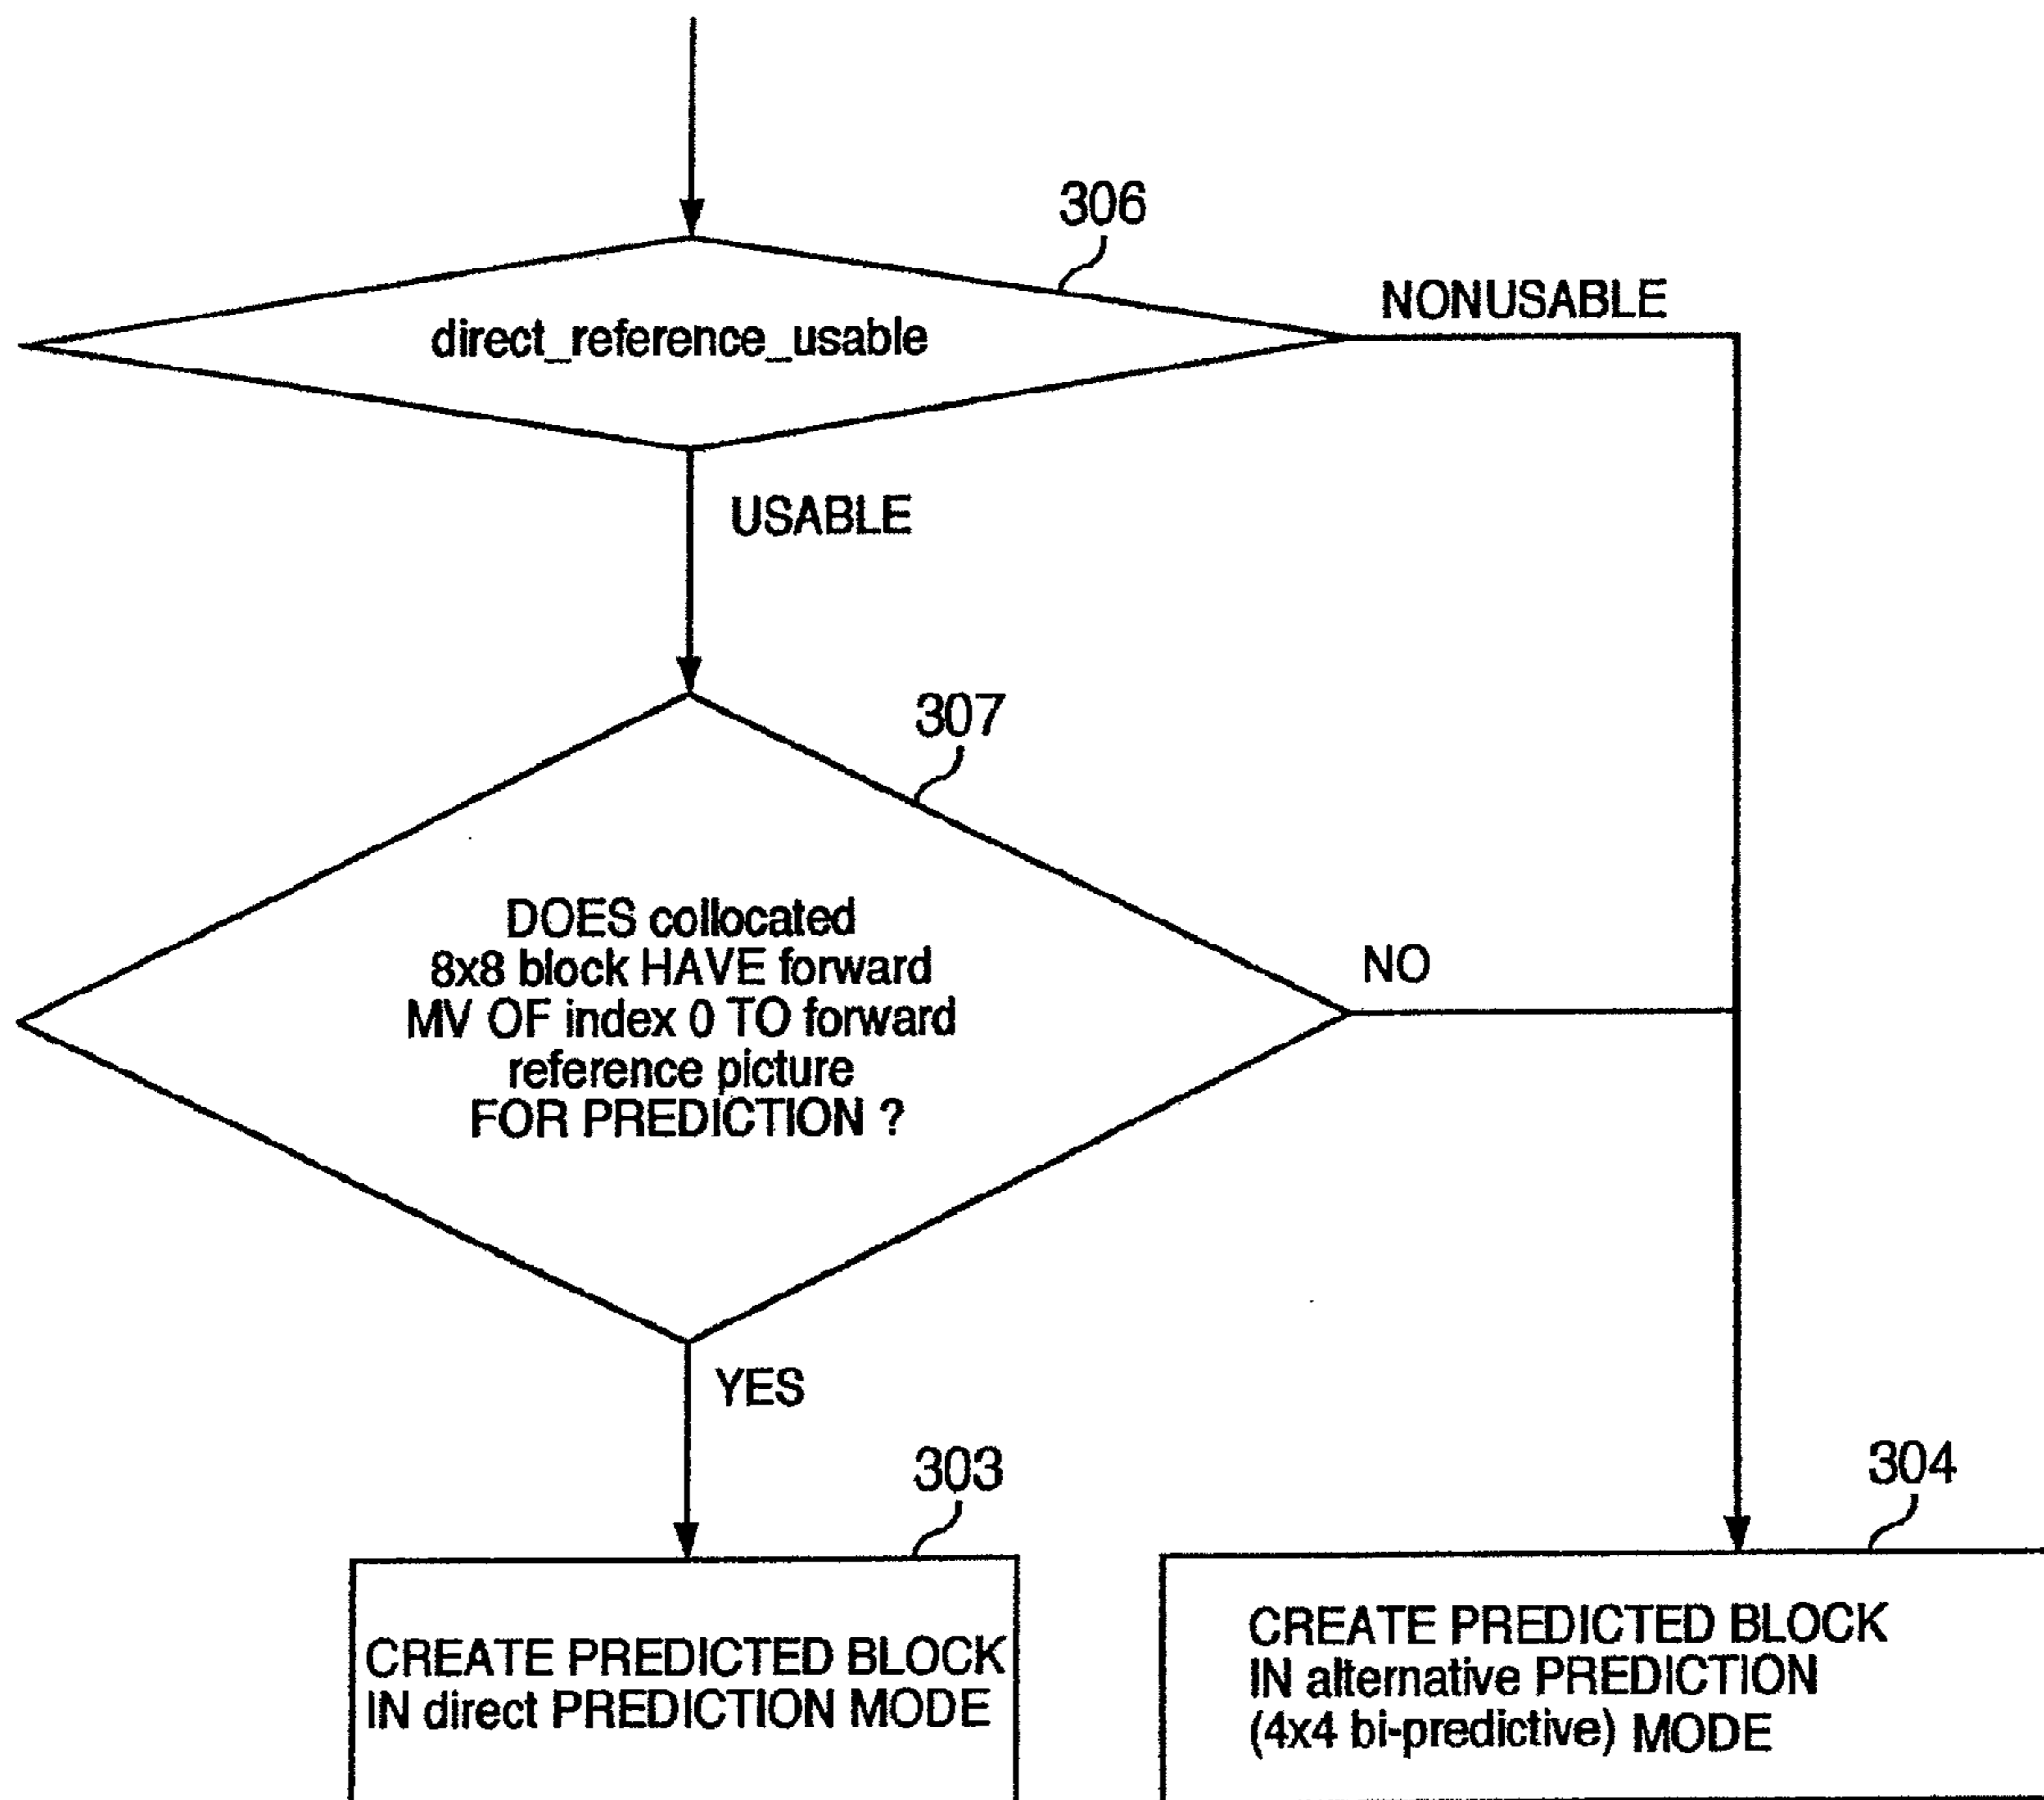 306
NONUSABLE
direct_reference_usable
USABLE
307
DOES collocated
8x8 block HAVE forward
MV OF index 0 TO forward
reference picture
FOR PREDICTION ?
NO
YES
303
304
CREATE PREDICTED BLOCK
IN direct PREDICTION MODE
CREATE PREDICTED BLOCK
IN alternative PREDICTION
(4x4 bi-predictive) MODE